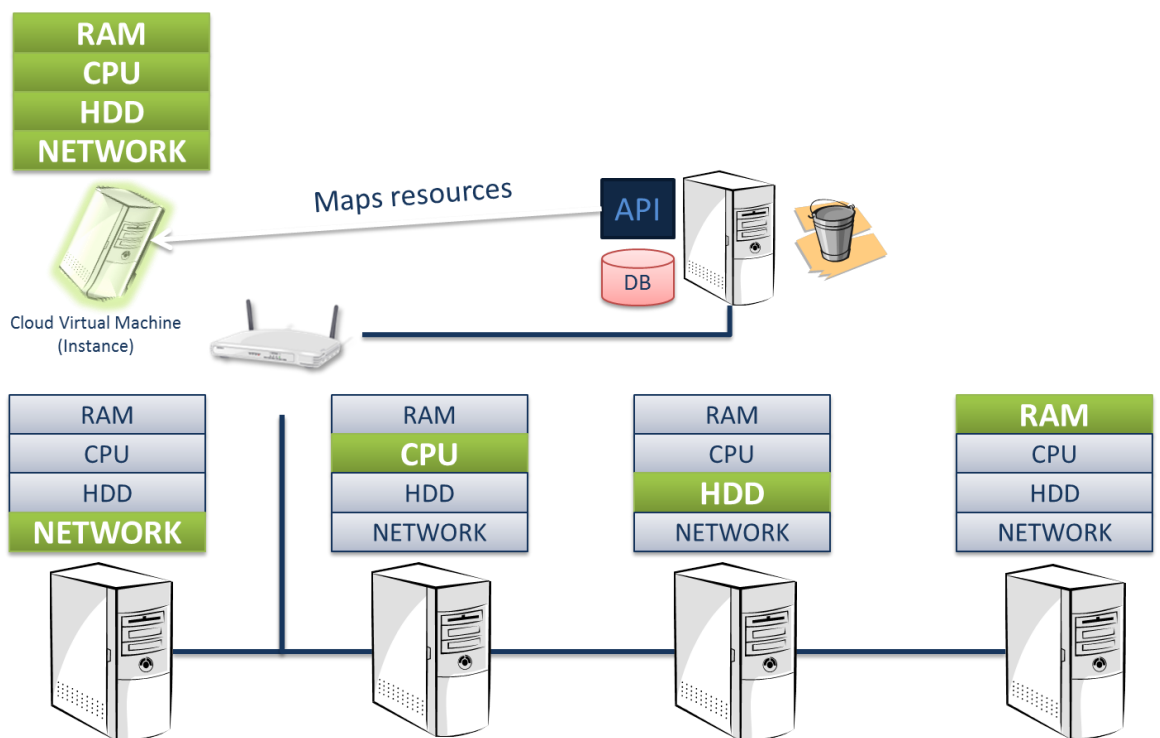 RAM
CPU
HDD
NETWORK
Maps resources
API
DB
Cloud Virtual Machine
(Instance)
RAM
CPU
HDD
NETWORK
RAM
CPU
HDD
NETWORK
RAM
CPU
HDD
NETWORK
RAM
CPU
HDD
NETWORK